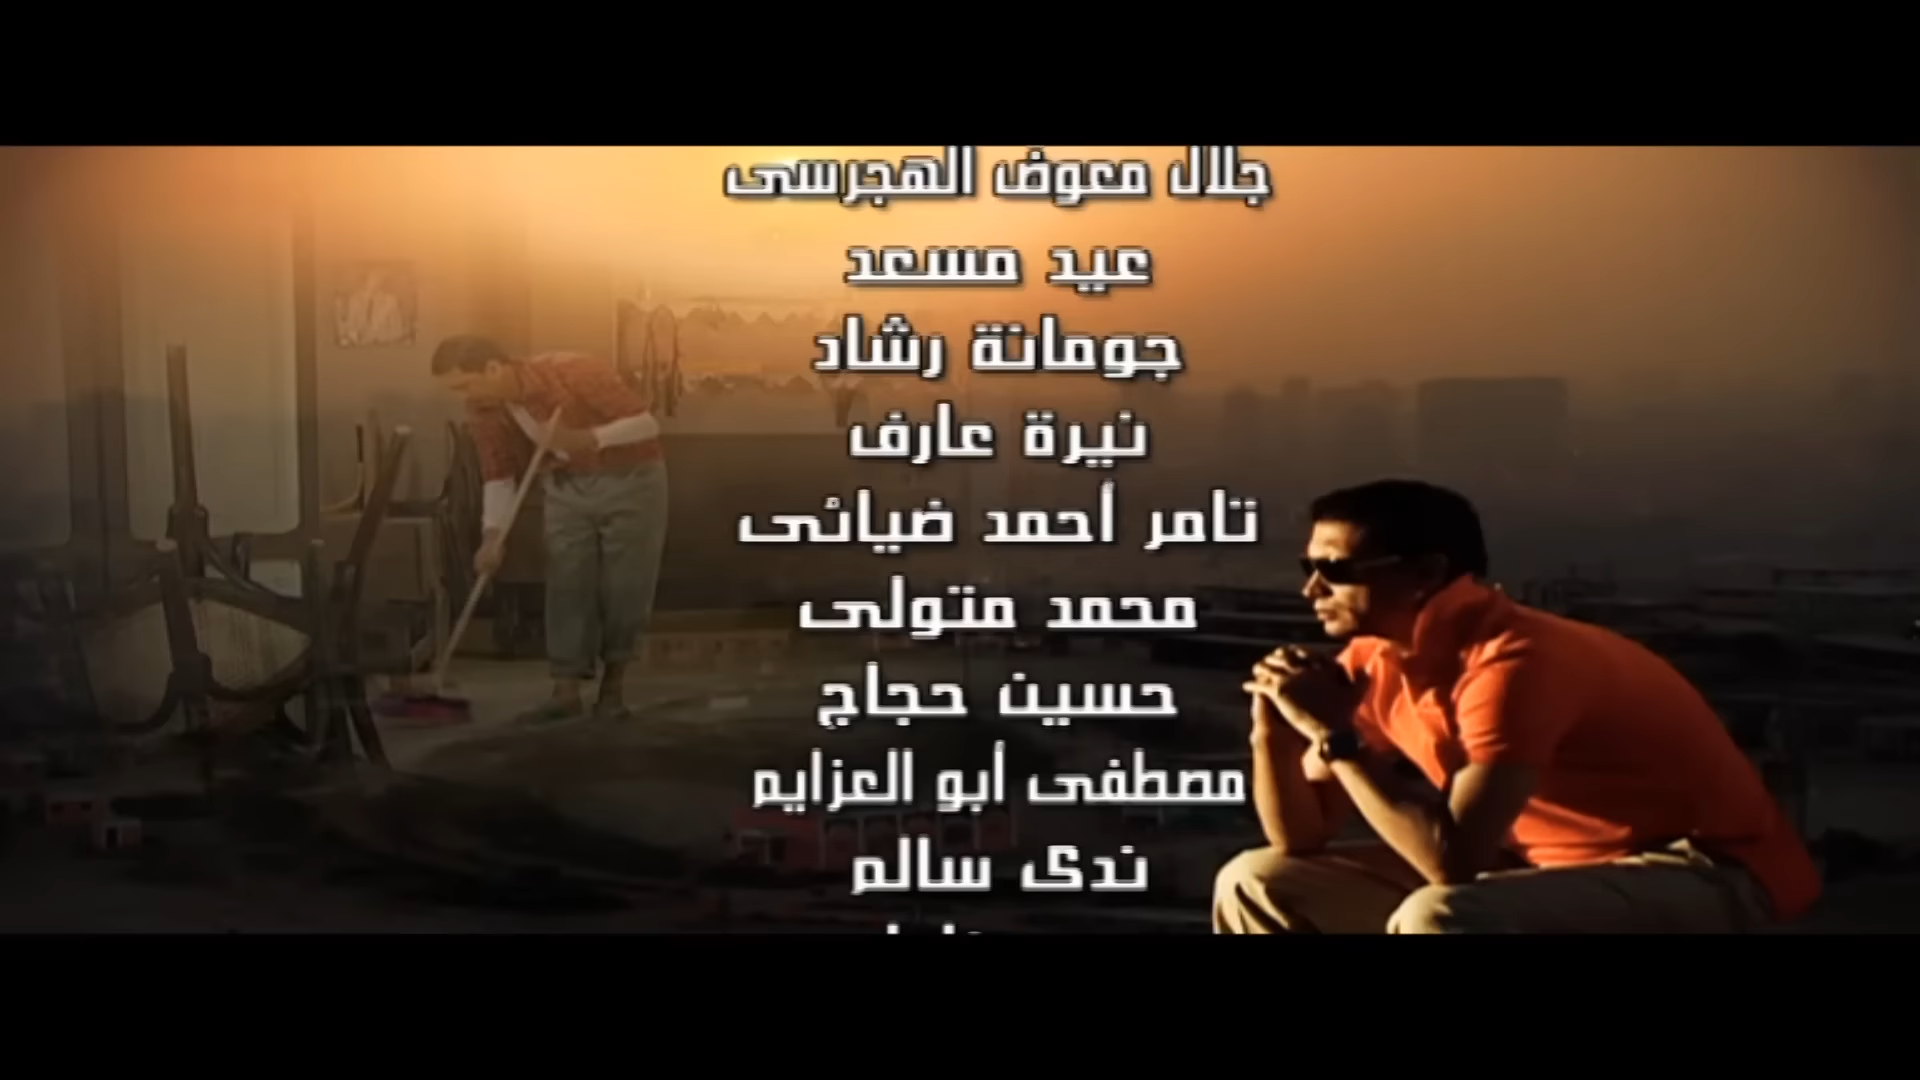 جلال معوض الهجرسى
عيد مسعد
جومانة رشاد
نيرة عارف
تامر أحمد ضيائى
محمد متولى
حسين حجاج
مصطفى أبو العزايم
ندى سالم